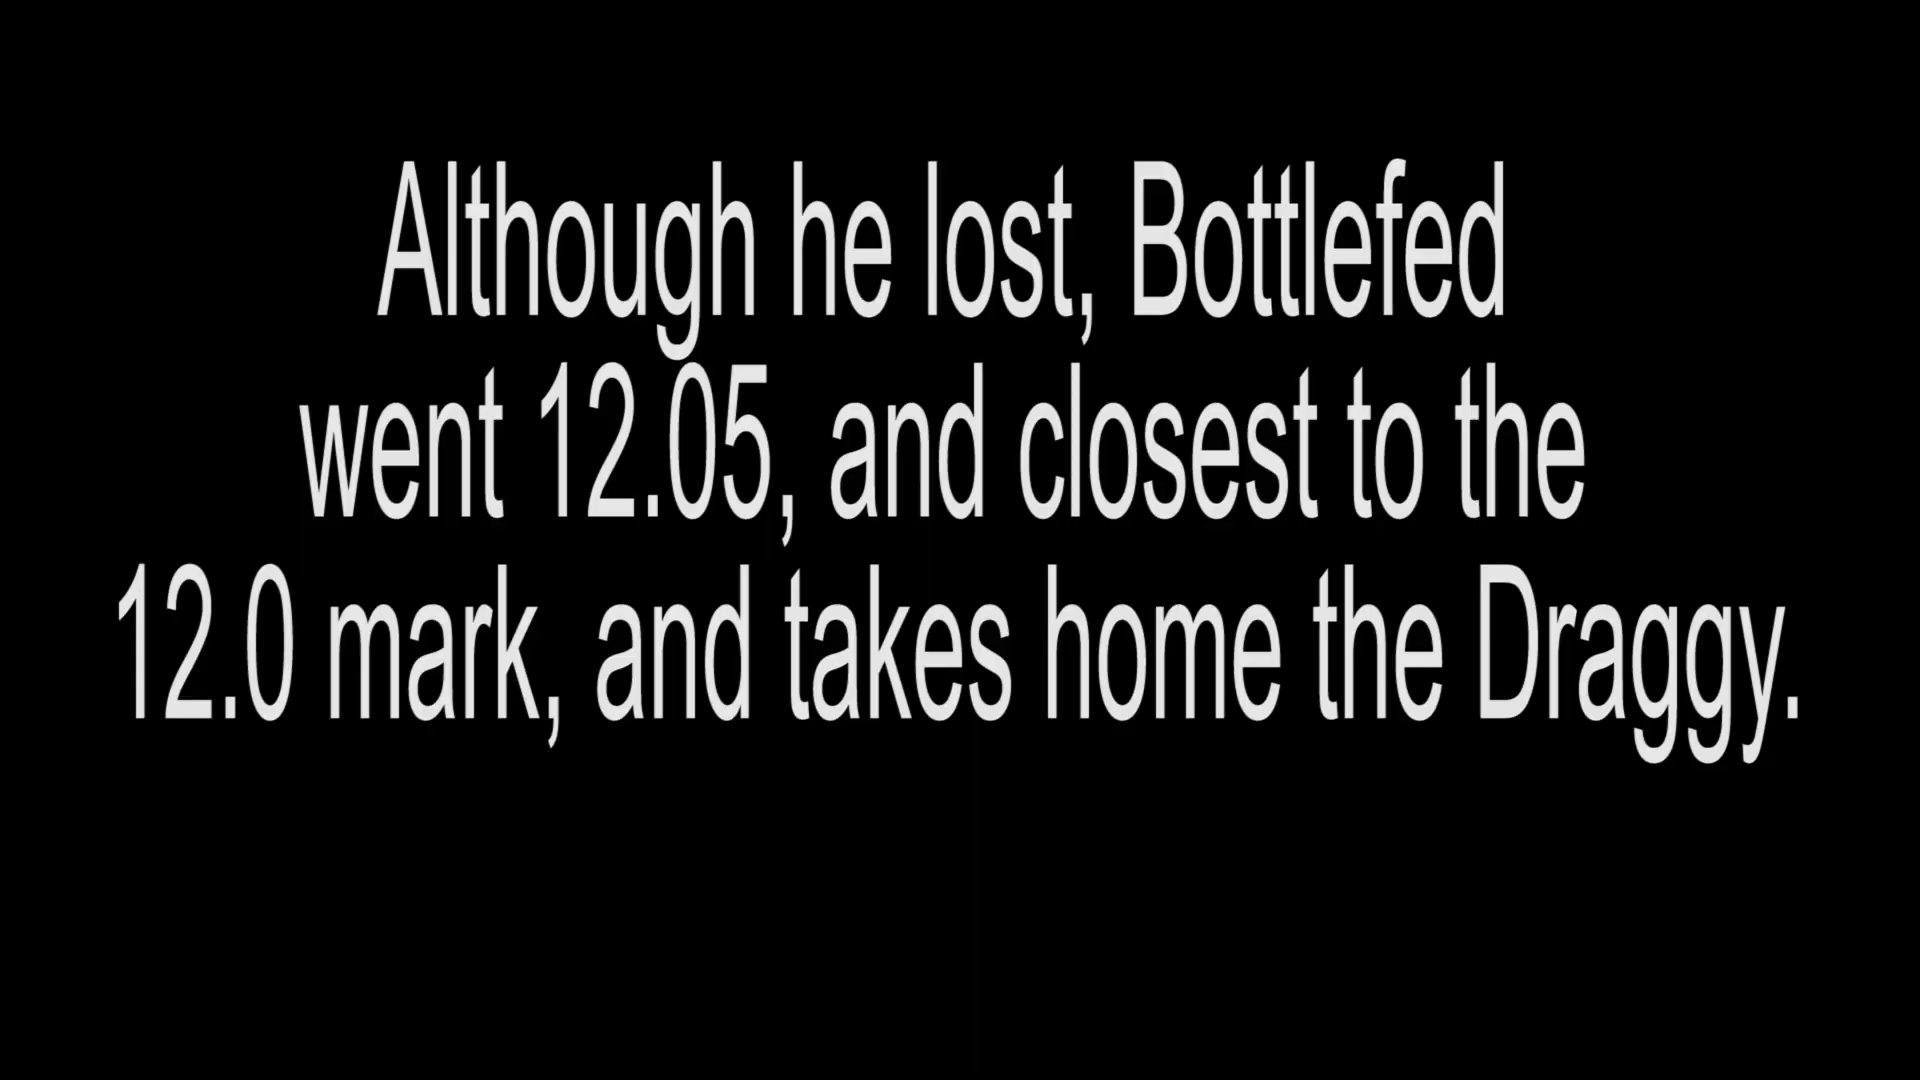 Although he lost, Bottlefed
went 12.05, and closest to the
12.0 mark, and takes home the Draggy.